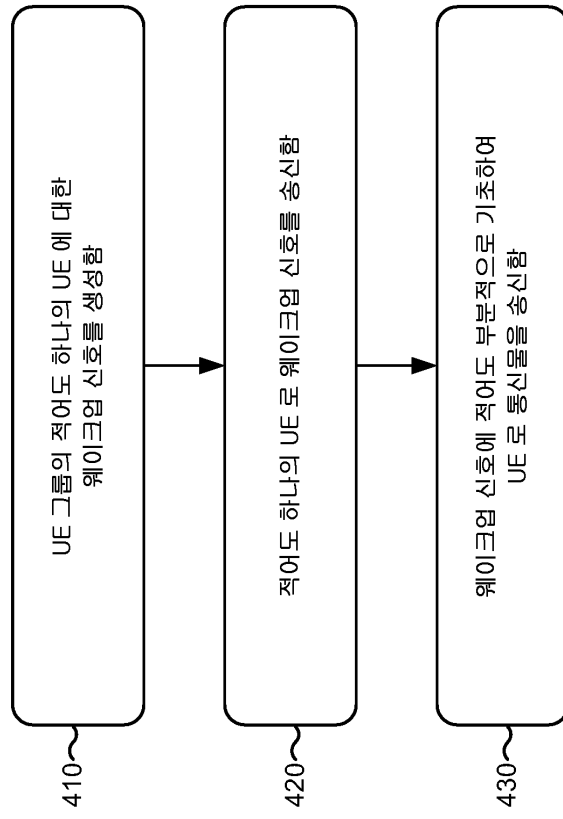 410
UE 그룹의 적어도 하나의 UE 에 대한
웨이크업 신호를 생성함
420
적어도 하나의 UE 로 웨이크업 신호를 송신함
430
웨이크업 신호에 적어도 부분적으로 기초하여
UE 로 통신물을 송신함